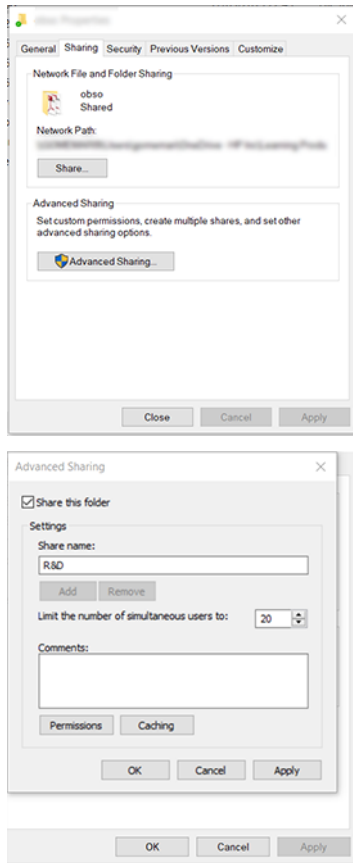 Properties
General Sharing Security Previous Versions Customize
Network File and Folder Sharing
obso
Shared
Network Path:
Share...
Advanced Sharing
Set custom permissions, create multiple shares, and set other
advanced sharing options.
Advanced Sharing...
Close Cancel Apply
Advanced Sharing
Share this folder
Settings
Share name:
R&D
Add Remove
Limit the number of simultaneous users to: 20
Comments:
Permissions Caching
OK Cancel Apply
OK Cancel Apply